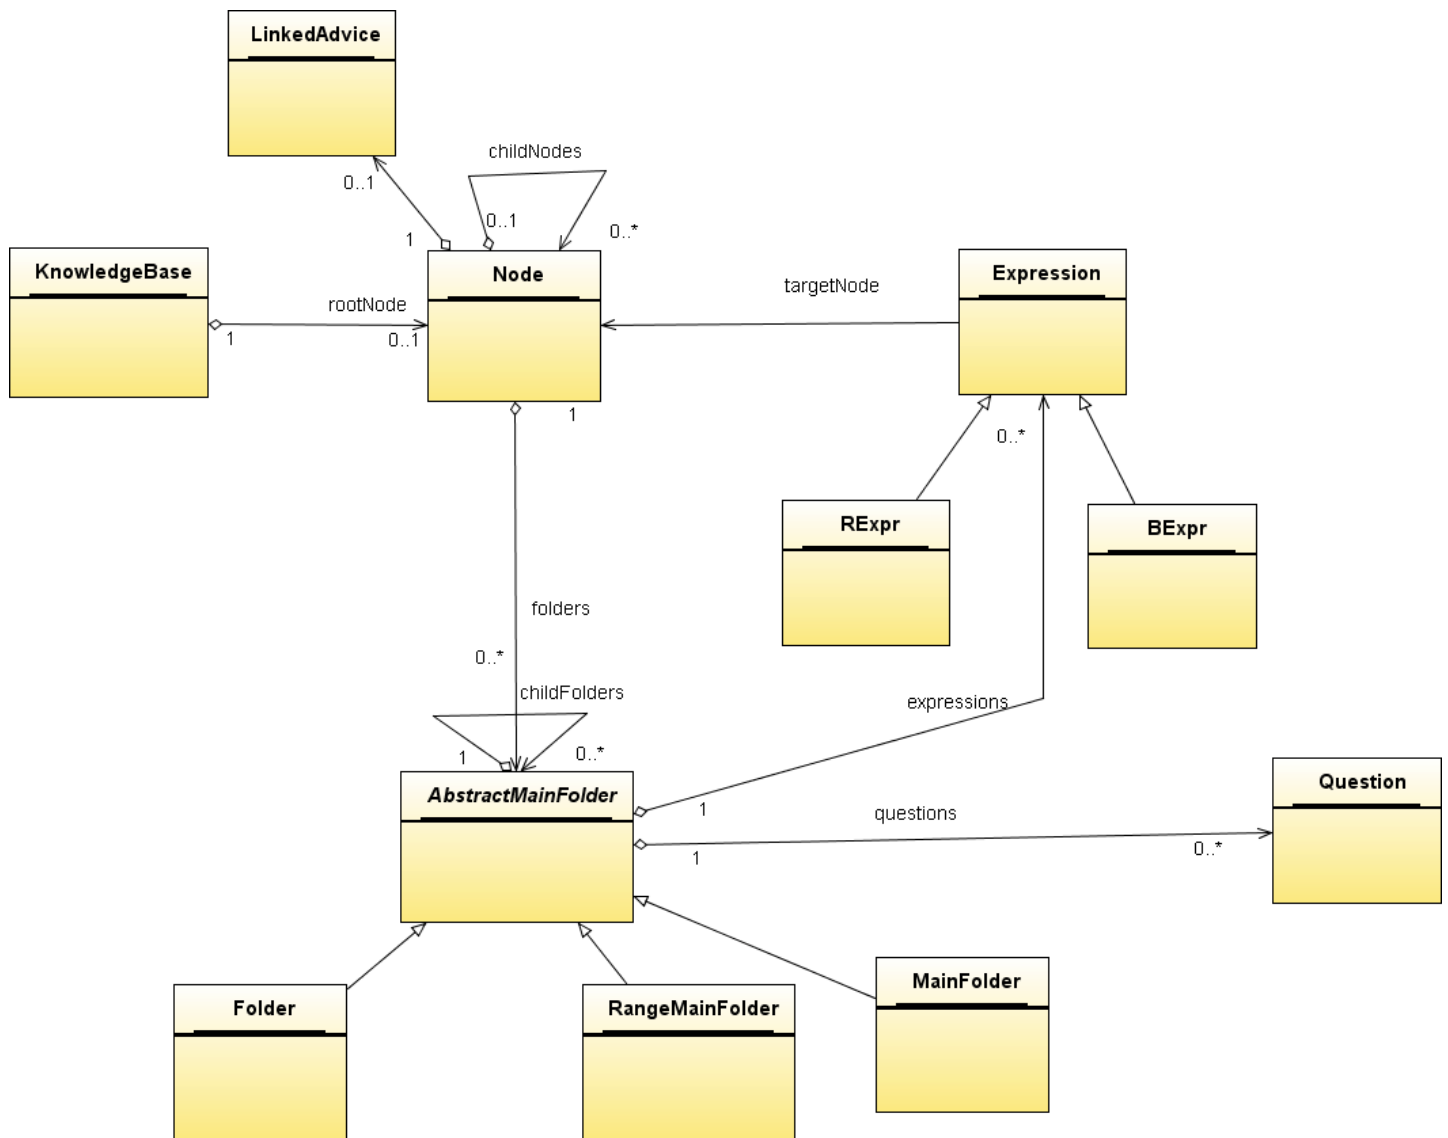 LinkedAdvice
childNodes
0..1
0..1
0..*
1
KnowledgeBase
Node
Expression
rootNode
targetNode
1
0..1
1
0..*
RExpr
BExpr
folders
0..*
childFolders
expressions
1
0..*
AbstractMainFolder
1
questions
Question
1
0..*
MainFolder
Folder
RangeMainFolder